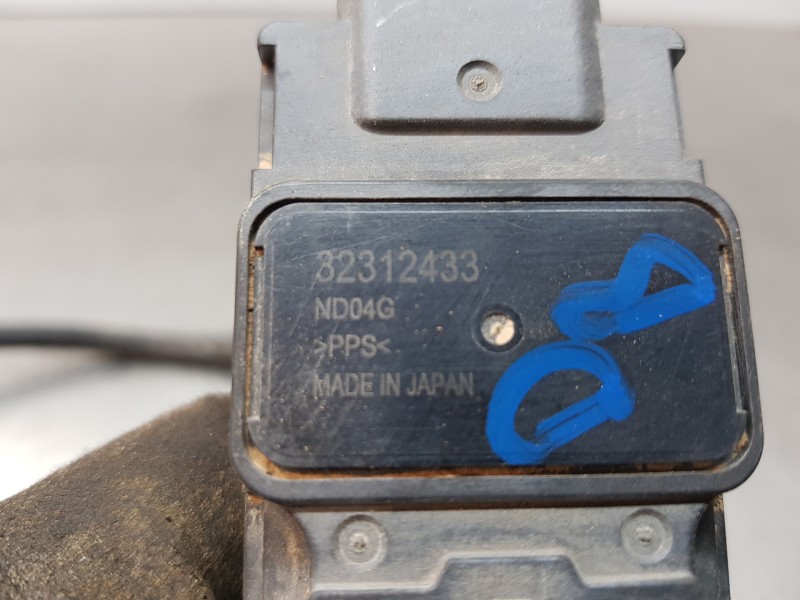 32312433
ND04G
>PPS<
MADE IN JAPAN